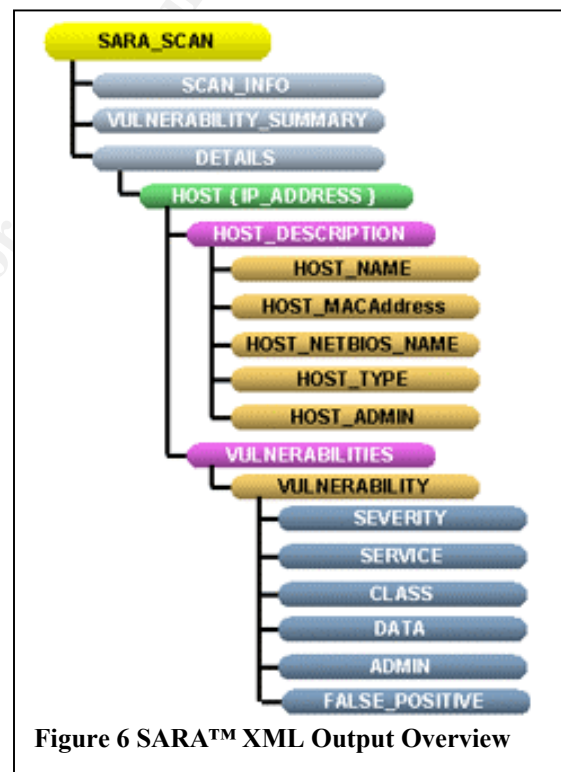 SARA_SCAN
SCAN_INFO
VULNERABILITY_SUMMARY
DETAILS
HOST ( IP_ADDRESS )
HOST_DESCRIPTION
HOST_NAME
HOST_MACAddress
HOST_NETBIOS_NAME
HOST_TYPE
HOST_ADMIN
VULNERABILITIES
VULNERABILITY
SEVERITY
SERVICE
CLASS
DATA
ADMIN
FALSE_POSITIVE
Figure 6 SARA™ XML Output Overview